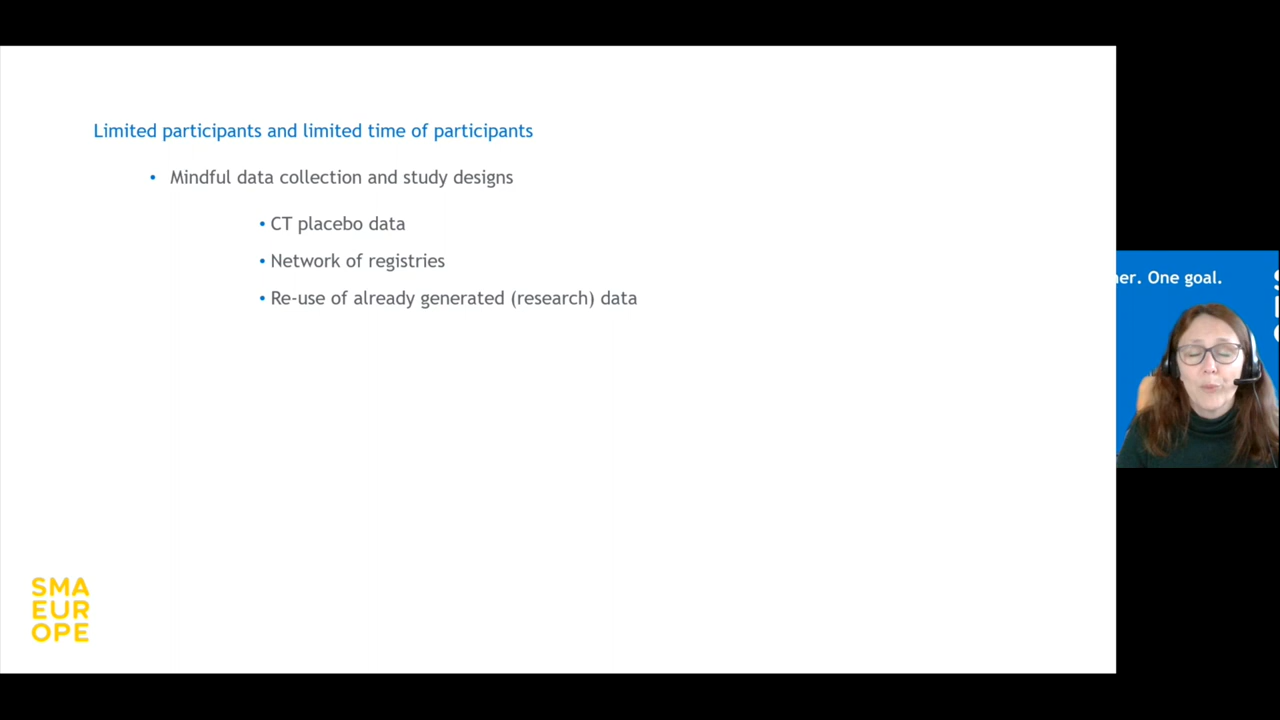 Limited participants and limited time of participants
• Mindful data collection and study designs
• CT placebo data
• Network of registries
• Re-use of already generated (research) data
One goal.
SMA
EUR
OPE